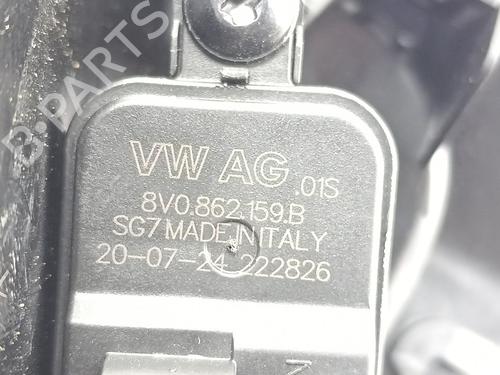 VW AG .01S
8V0.862.159.B
SG7 MADE IN ITALY
20-07-24 222826
B-PARTS